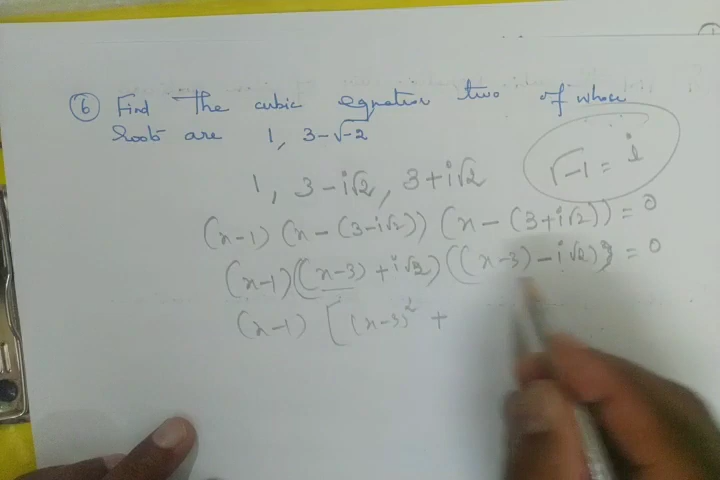 ⑥ Find The cubic equation two of whose
roots are 1, 3-√-2
√-1 = i
1, 3-i√2, 3+i√2
(x-1) (x-(3-i√2)) (x-(3+i√2)) = 0
(x-1) ((x-3) + i√2) ((x-3) - i√2)} = 0
(x-1) [(x-3)² +